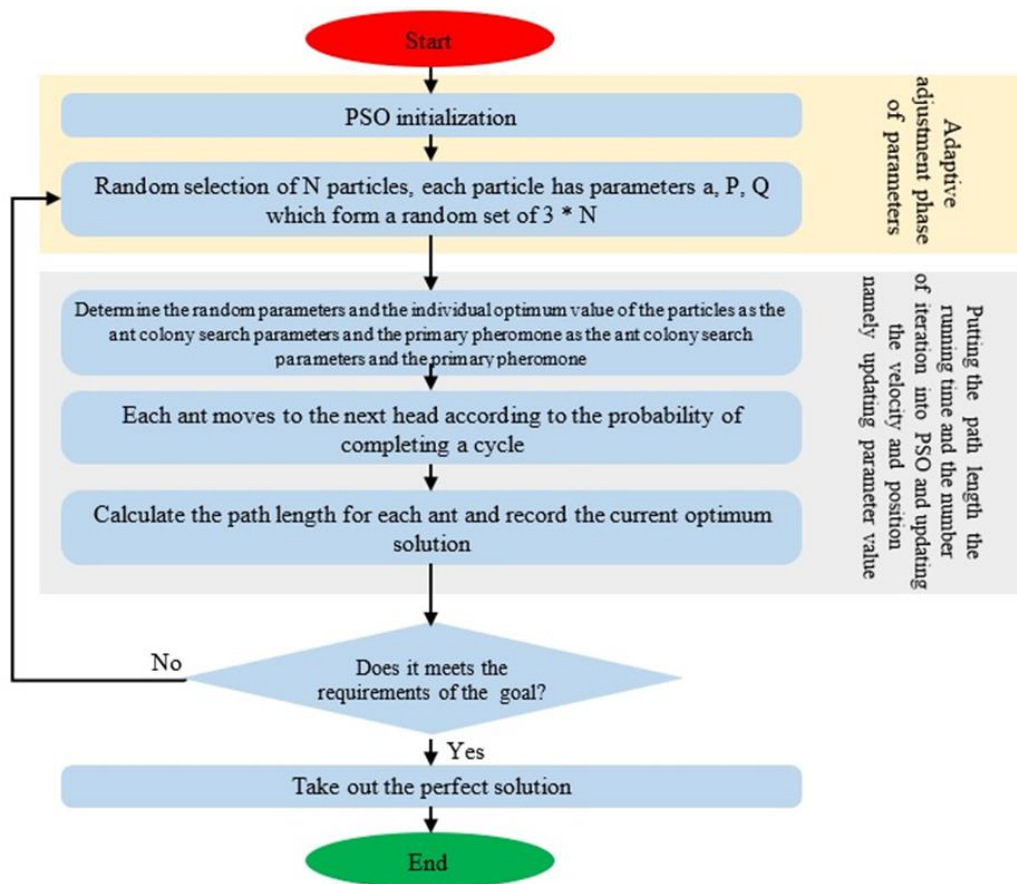 Start
PSO initialization
Random selection of N particles, each particle has parameters a, P, Q
which form a random set of 3 * N
Adaptive
adjustment phase
of parameters
Determine the random parameters and the individual optimum value of the particles as the
ant colony search parameters and the primary pheromone as the ant colony search
parameters and the primary pheromone
Each ant moves to the next head according to the probability of
completing a cycle
Calculate the path length for each ant and record the current optimum
solution
Putting the path length the
running time and the number
of iteration into PSO and updating
the velocity and position
namely updating parameter value
Does it meets the
requirements of the goal?
No
Yes
Take out the perfect solution
End